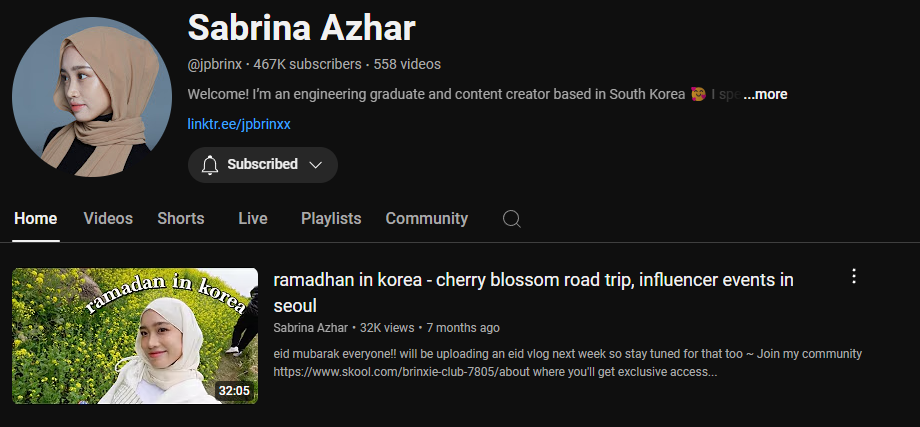 Sabrina Azhar
@jpbrinx · 467K subscribers · 558 videos
Welcome! I'm an engineering graduate and content creator based in South Korea 🥰 I ...more
linktr.ee/jpbrinxx
Subscribed
Home Videos Shorts Live Playlists Community
ramadan in korea
32:05
ramadhan in korea - cherry blossom road trip, influencer events in
seoul
Sabrina Azhar • 32K views • 7 months ago
eid mubarak everyone!! will be uploading an eid vlog next week so stay tuned for that too ~ Join my community
https://www.skool.com/brinxie-club-7805/about where you'll get exclusive access...